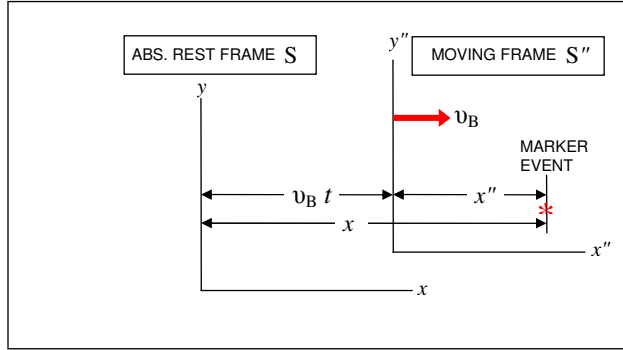 ABS. REST FRAME S
MOVING FRAME S″
y
y″
υB
MARKER
EVENT
υB t
x″
x
*
x″
x